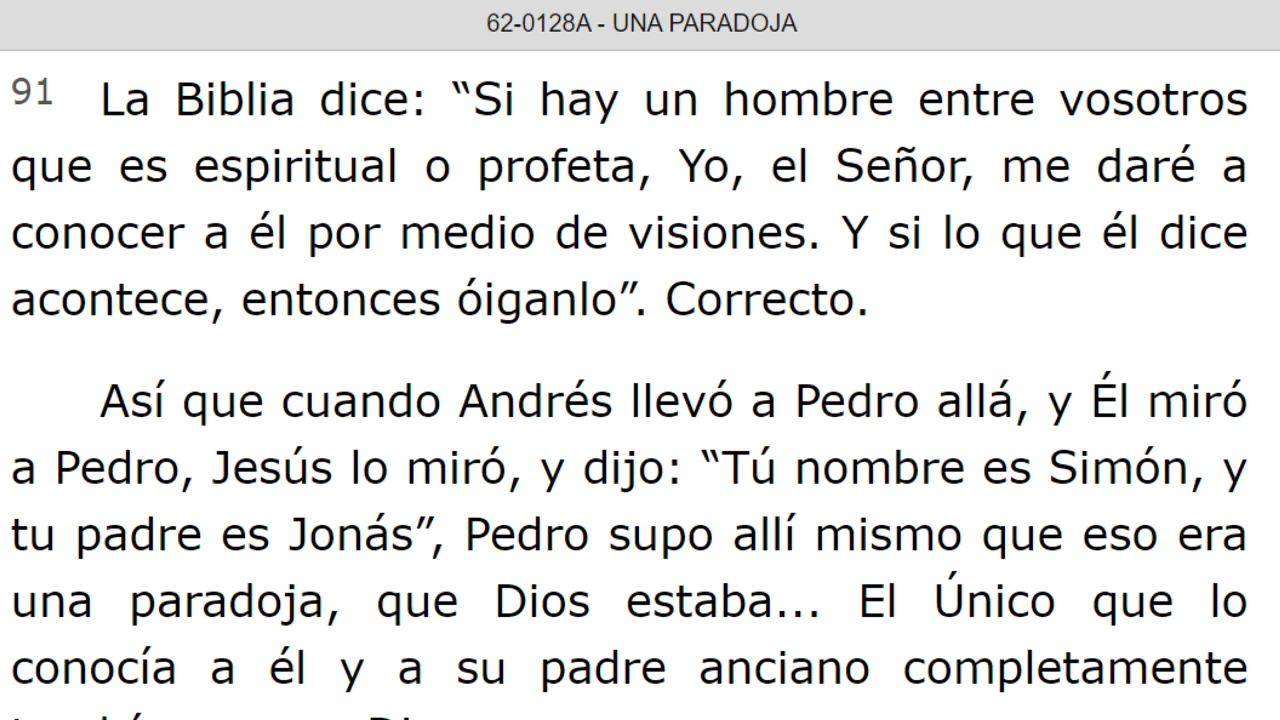 62-0128A - UNA PARADOJA
91 La Biblia dice: “Si hay un hombre entre vosotros
que es espiritual o profeta, Yo, el Señor, me daré a
conocer a él por medio de visiones. Y si lo que él dice
acontece, entonces óiganlo”. Correcto.
Así que cuando Andrés llevó a Pedro allá, y Él miró
a Pedro, Jesús lo miró, y dijo: “Tú nombre es Simón, y
tu padre es Jonás”, Pedro supo allí mismo que eso era
una paradoja, que Dios estaba... El Único que lo
conocía a él y a su padre anciano completamente